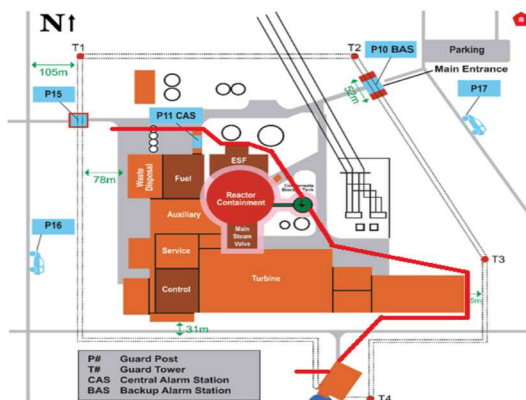 N↑
T1
T2
P10 BAS
Parking
105m
Main Entrance
52m
P15
P11 CAS
P17
Waste
Disposal
Fuel
ESF
78m
Reactor
Containment
Auxiliary
P16
Main
Steam
Valve
Service
T3
Control
Turbine
31m
P# Guard Post
T# Guard Tower
CAS Central Alarm Station
BAS Backup Alarm Station
T4